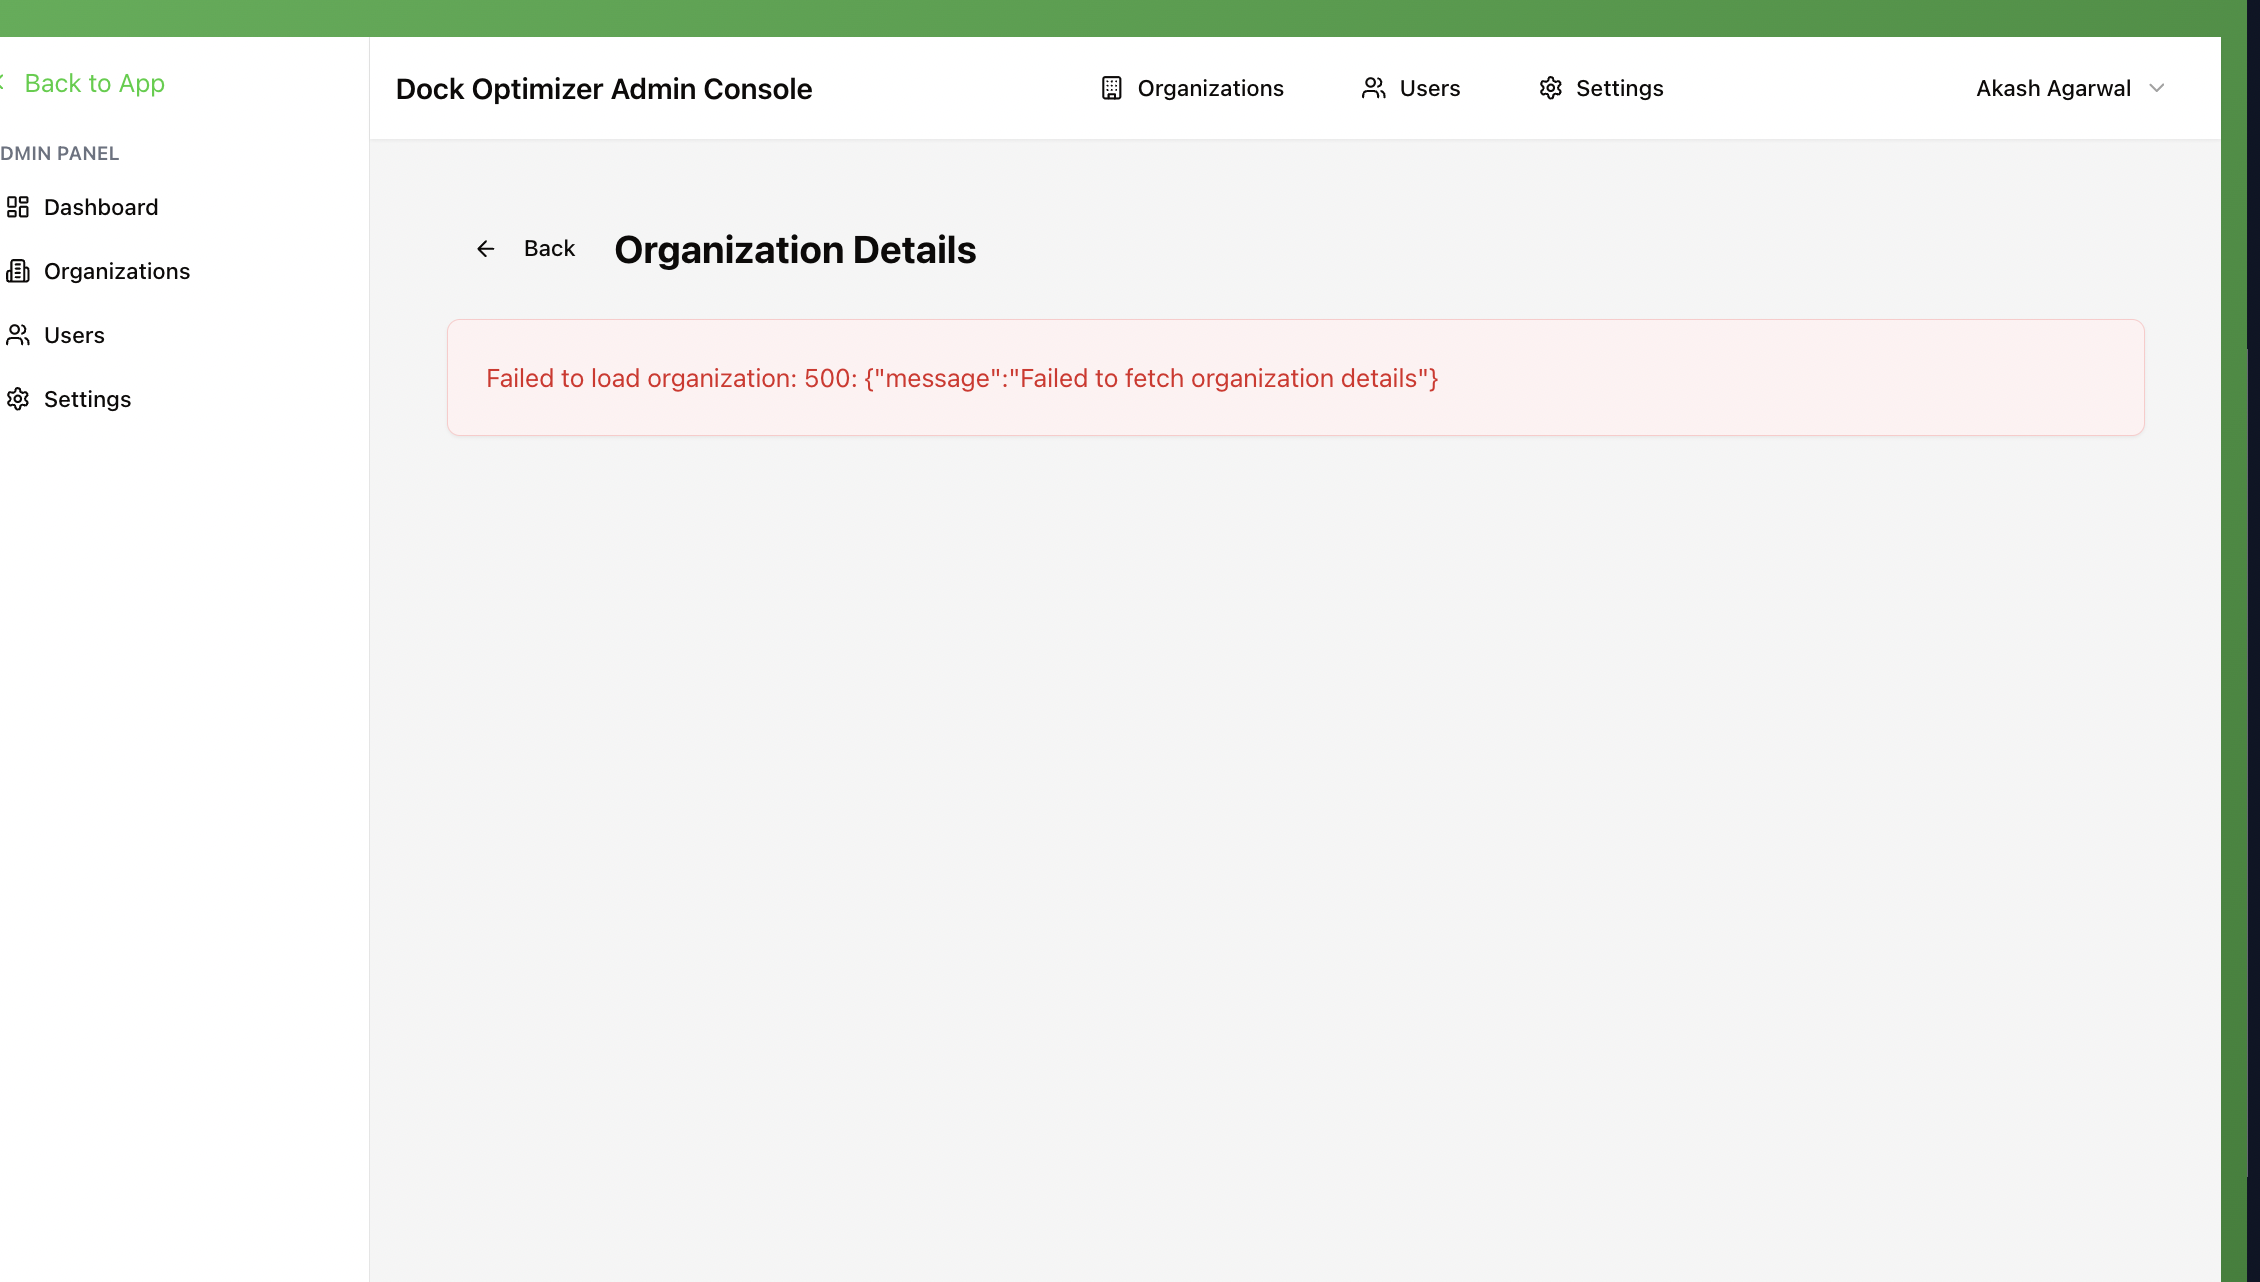 Back to App
DMIN PANEL
Dashboard
Organizations
Users
Settings
Dock Optimizer Admin Console
Organizations
Users
Settings
Akash Agarwal
Back
Organization Details
Failed to load organization: 500: {"message":"Failed to fetch organization details"}